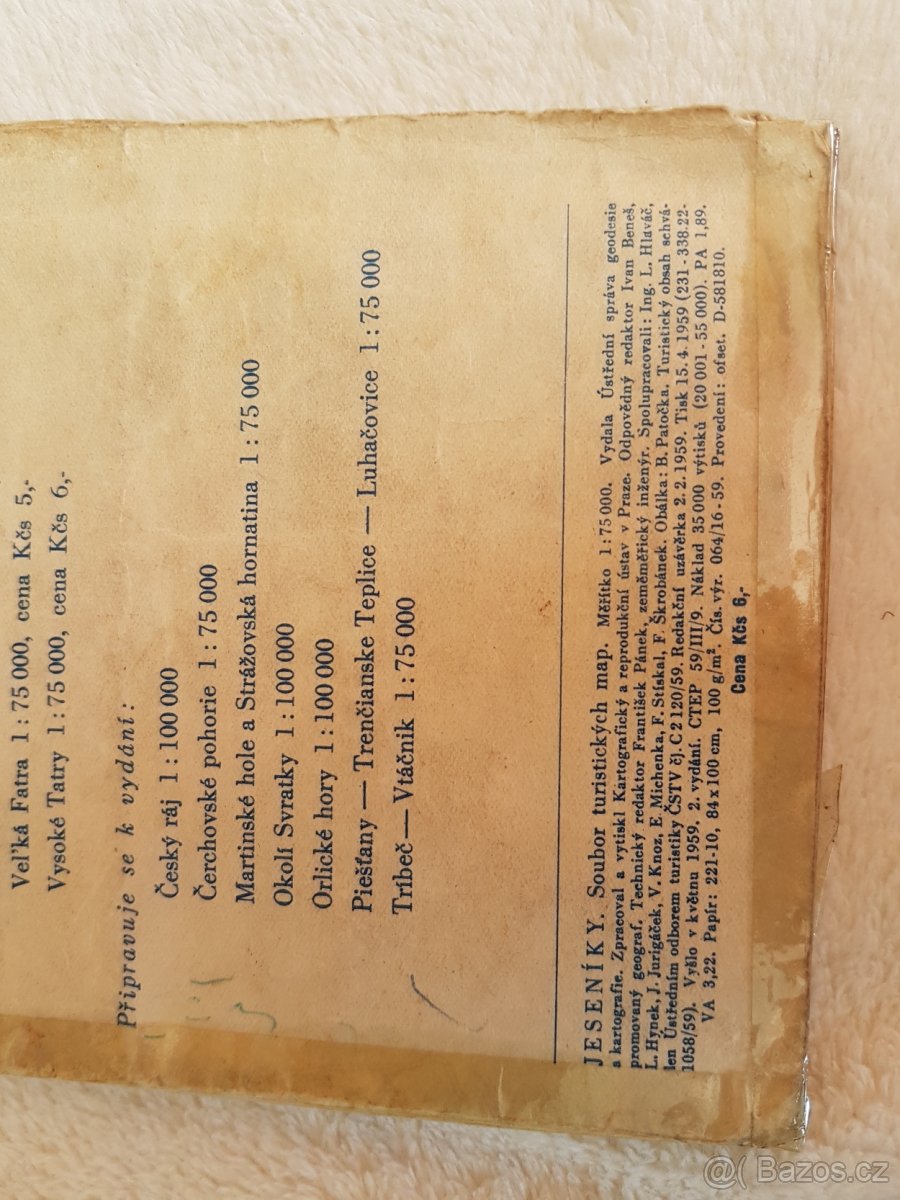 Veľká Fatra 1 : 75 000, cena Kčs 5,-
Vysoké Tatry 1 : 75 000, cena Kčs 6,-
Připravuje se k vydání:
Český ráj 1 : 100 000
Čerchovské pohorie 1 : 75 000
Martinské hole a Strážovská hornatina 1 : 75 000
Okolí Svratky 1 : 100 000
Orlické hory 1 : 100 000
Piešťany — Trenčianske Teplice — Luhačovice 1 : 75 000
Tríbeč — Vtáčnik 1 : 75 000
JESENÍKY. Soubor turistických map. Měřítko 1 : 75 000. Vydala Ústřední správa geodesie
a kartografie. Zpracoval a vytiskl Kartografický a reprodukční ústav v Praze. Odpovědný redaktor Ivan Beneš,
promovaný geograf. Technický redaktor František Pánek, zeměměřický inženýr. Spolupracovali: Ing. L. Hlaváč,
L. Hynek, J. Jurigáček, V. Knoz, E. Michenka, F. Stískal, F. Škrobánek. Obálka: B. Patočka. Turistický obsah schvá-
len Ústředním odborem turistiky ČSTV čj. C 2120/59. Redakční uzávěrka 2. 2. 1959. Tisk 15. 4. 1959 (231 - 338.22-
1058/59). Vyšlo v květnu 1959. 2. vydání. CTEP 59/III/9. Náklad 35 000 výtisků (20 001 - 55 000). PA 1,89.
VA 3,22. Papír: 221-10, 84 x 100 cm, 100 g/m². Čís. výr. 064/16 - 59. Provedení: ofset. D-581810.
Cena Kčs 6,-
@( Bazos.cz